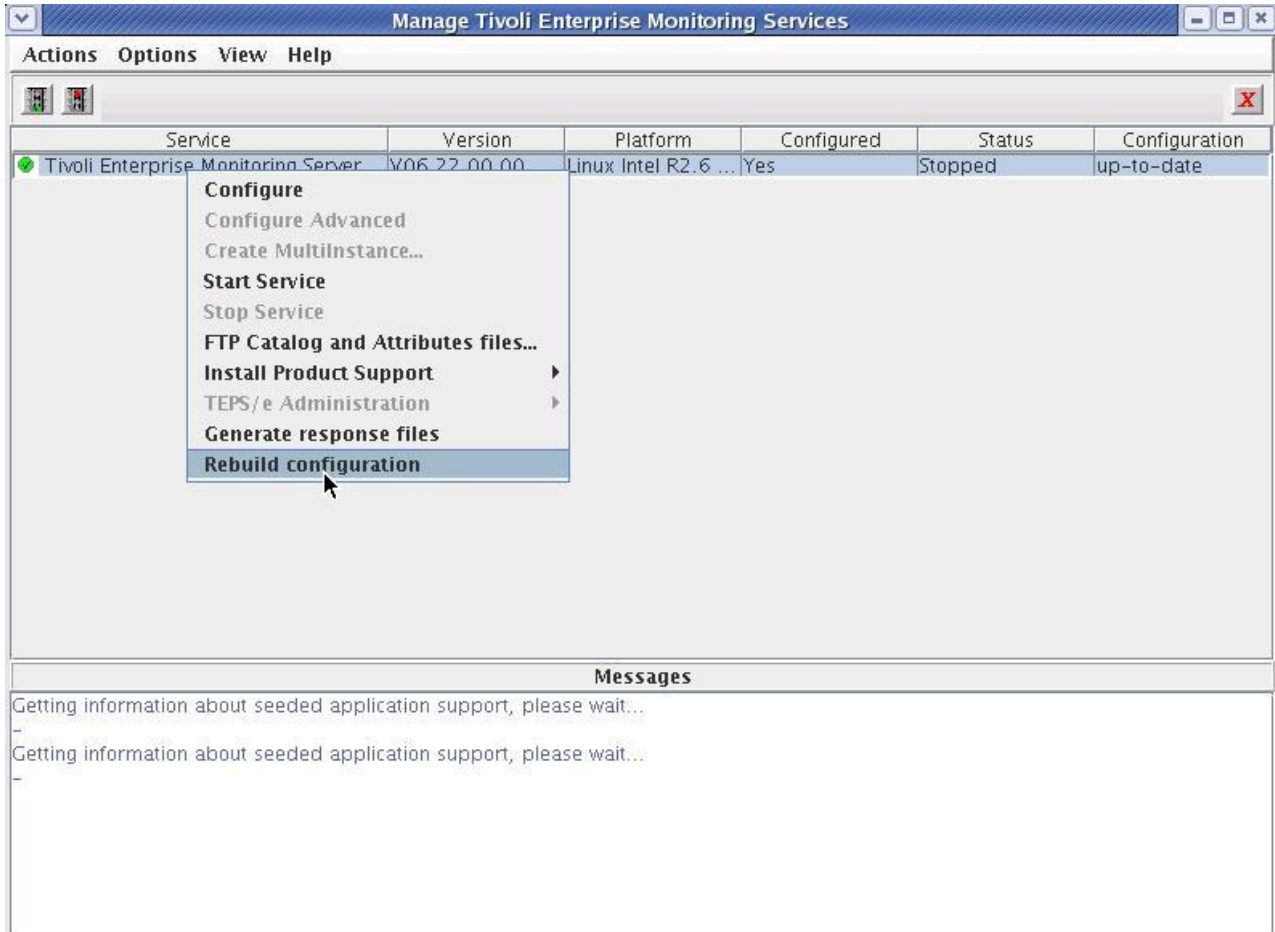 Manage Tivoli Enterprise Monitoring Services
Actions Options View Help
X
Service Version Platform Configured Status Configuration
Tivoli Enterprise Monitoring Server V06.22.00.00 Linux Intel R2.6 ... Yes Stopped up-to-date
Configure
Configure Advanced
Create MultiInstance...
Start Service
Stop Service
FTP Catalog and Attributes files...
Install Product Support
TEPS/e Administration
Generate response files
Rebuild configuration
Messages
Getting information about seeded application support, please wait...
-
Getting information about seeded application support, please wait...
-